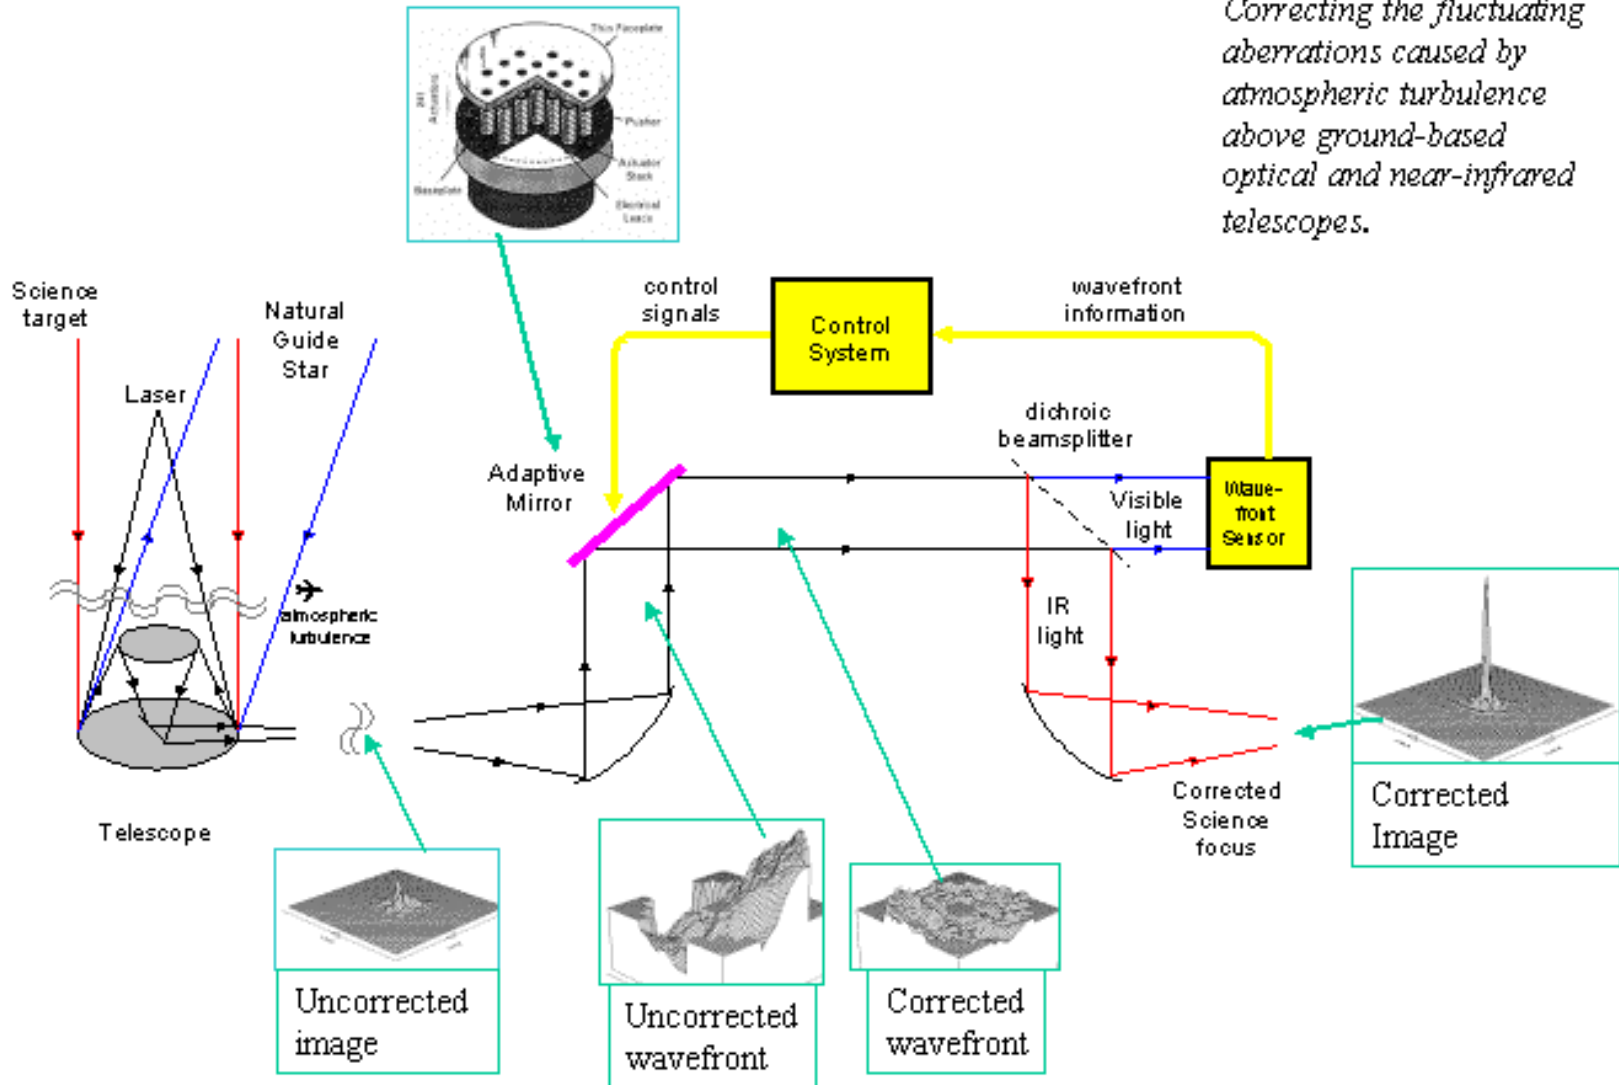 Correcting the fluctuating
aberrations caused by
atmospheric turbulence
above ground-based
optical and near-infrared
telescopes.
Thin Faceplate
Actuators
Pusher
Actuator
Stack
Baseplate
Electrical
Leads
Science
target
Natural
Guide
Star
Laser
atmospheric
turbulence
Telescope
control
signals
Control
System
wavefront
information
Adaptive
Mirror
dichroic
beamsplitter
Visible
light
Wave-
front
Sensor
IR
light
Corrected
Science
focus
Corrected
Image
Uncorrected
image
Uncorrected
wavefront
Corrected
wavefront